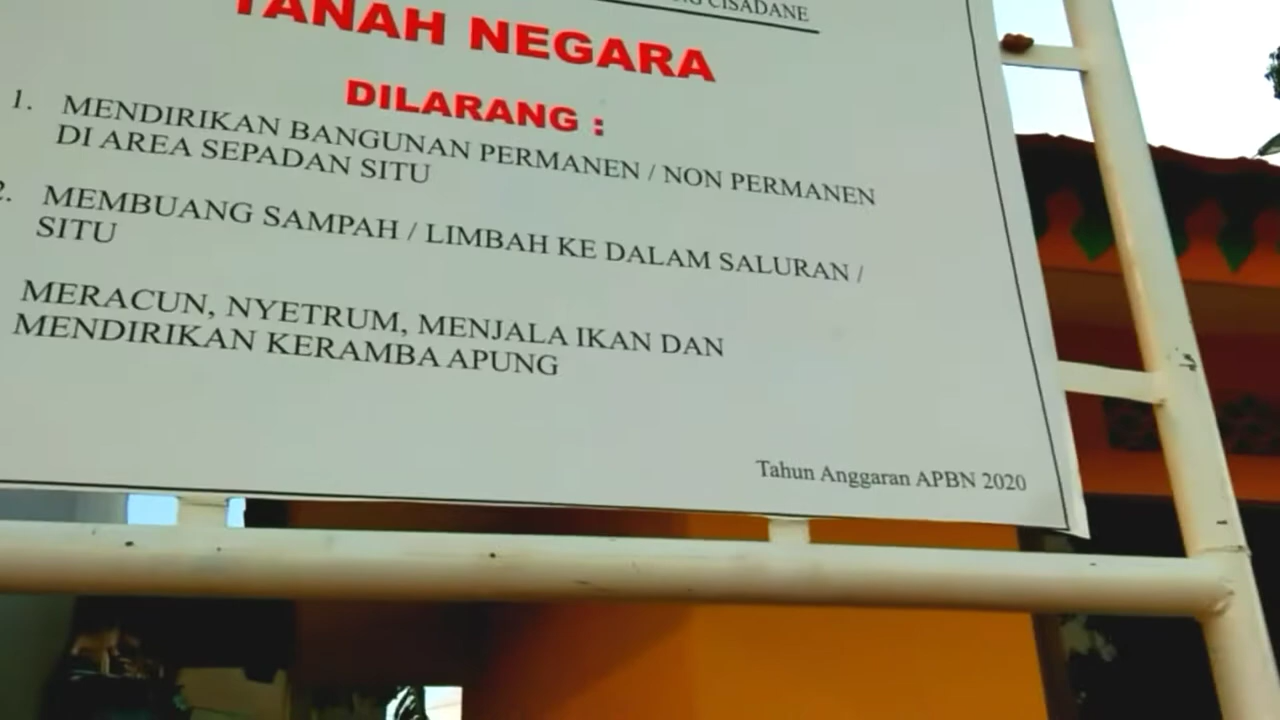 CISADANE
TANAH NEGARA
DILARANG :
1. MENDIRIKAN BANGUNAN PERMANEN / NON PERMANEN
DI AREA SEPADAN SITU
2. MEMBUANG SAMPAH / LIMBAH KE DALAM SALURAN /
SITU
MERACUN, NYETRUM, MENJALA IKAN DAN
MENDIRIKAN KERAMBA APUNG
Tahun Anggaran APBN 2020